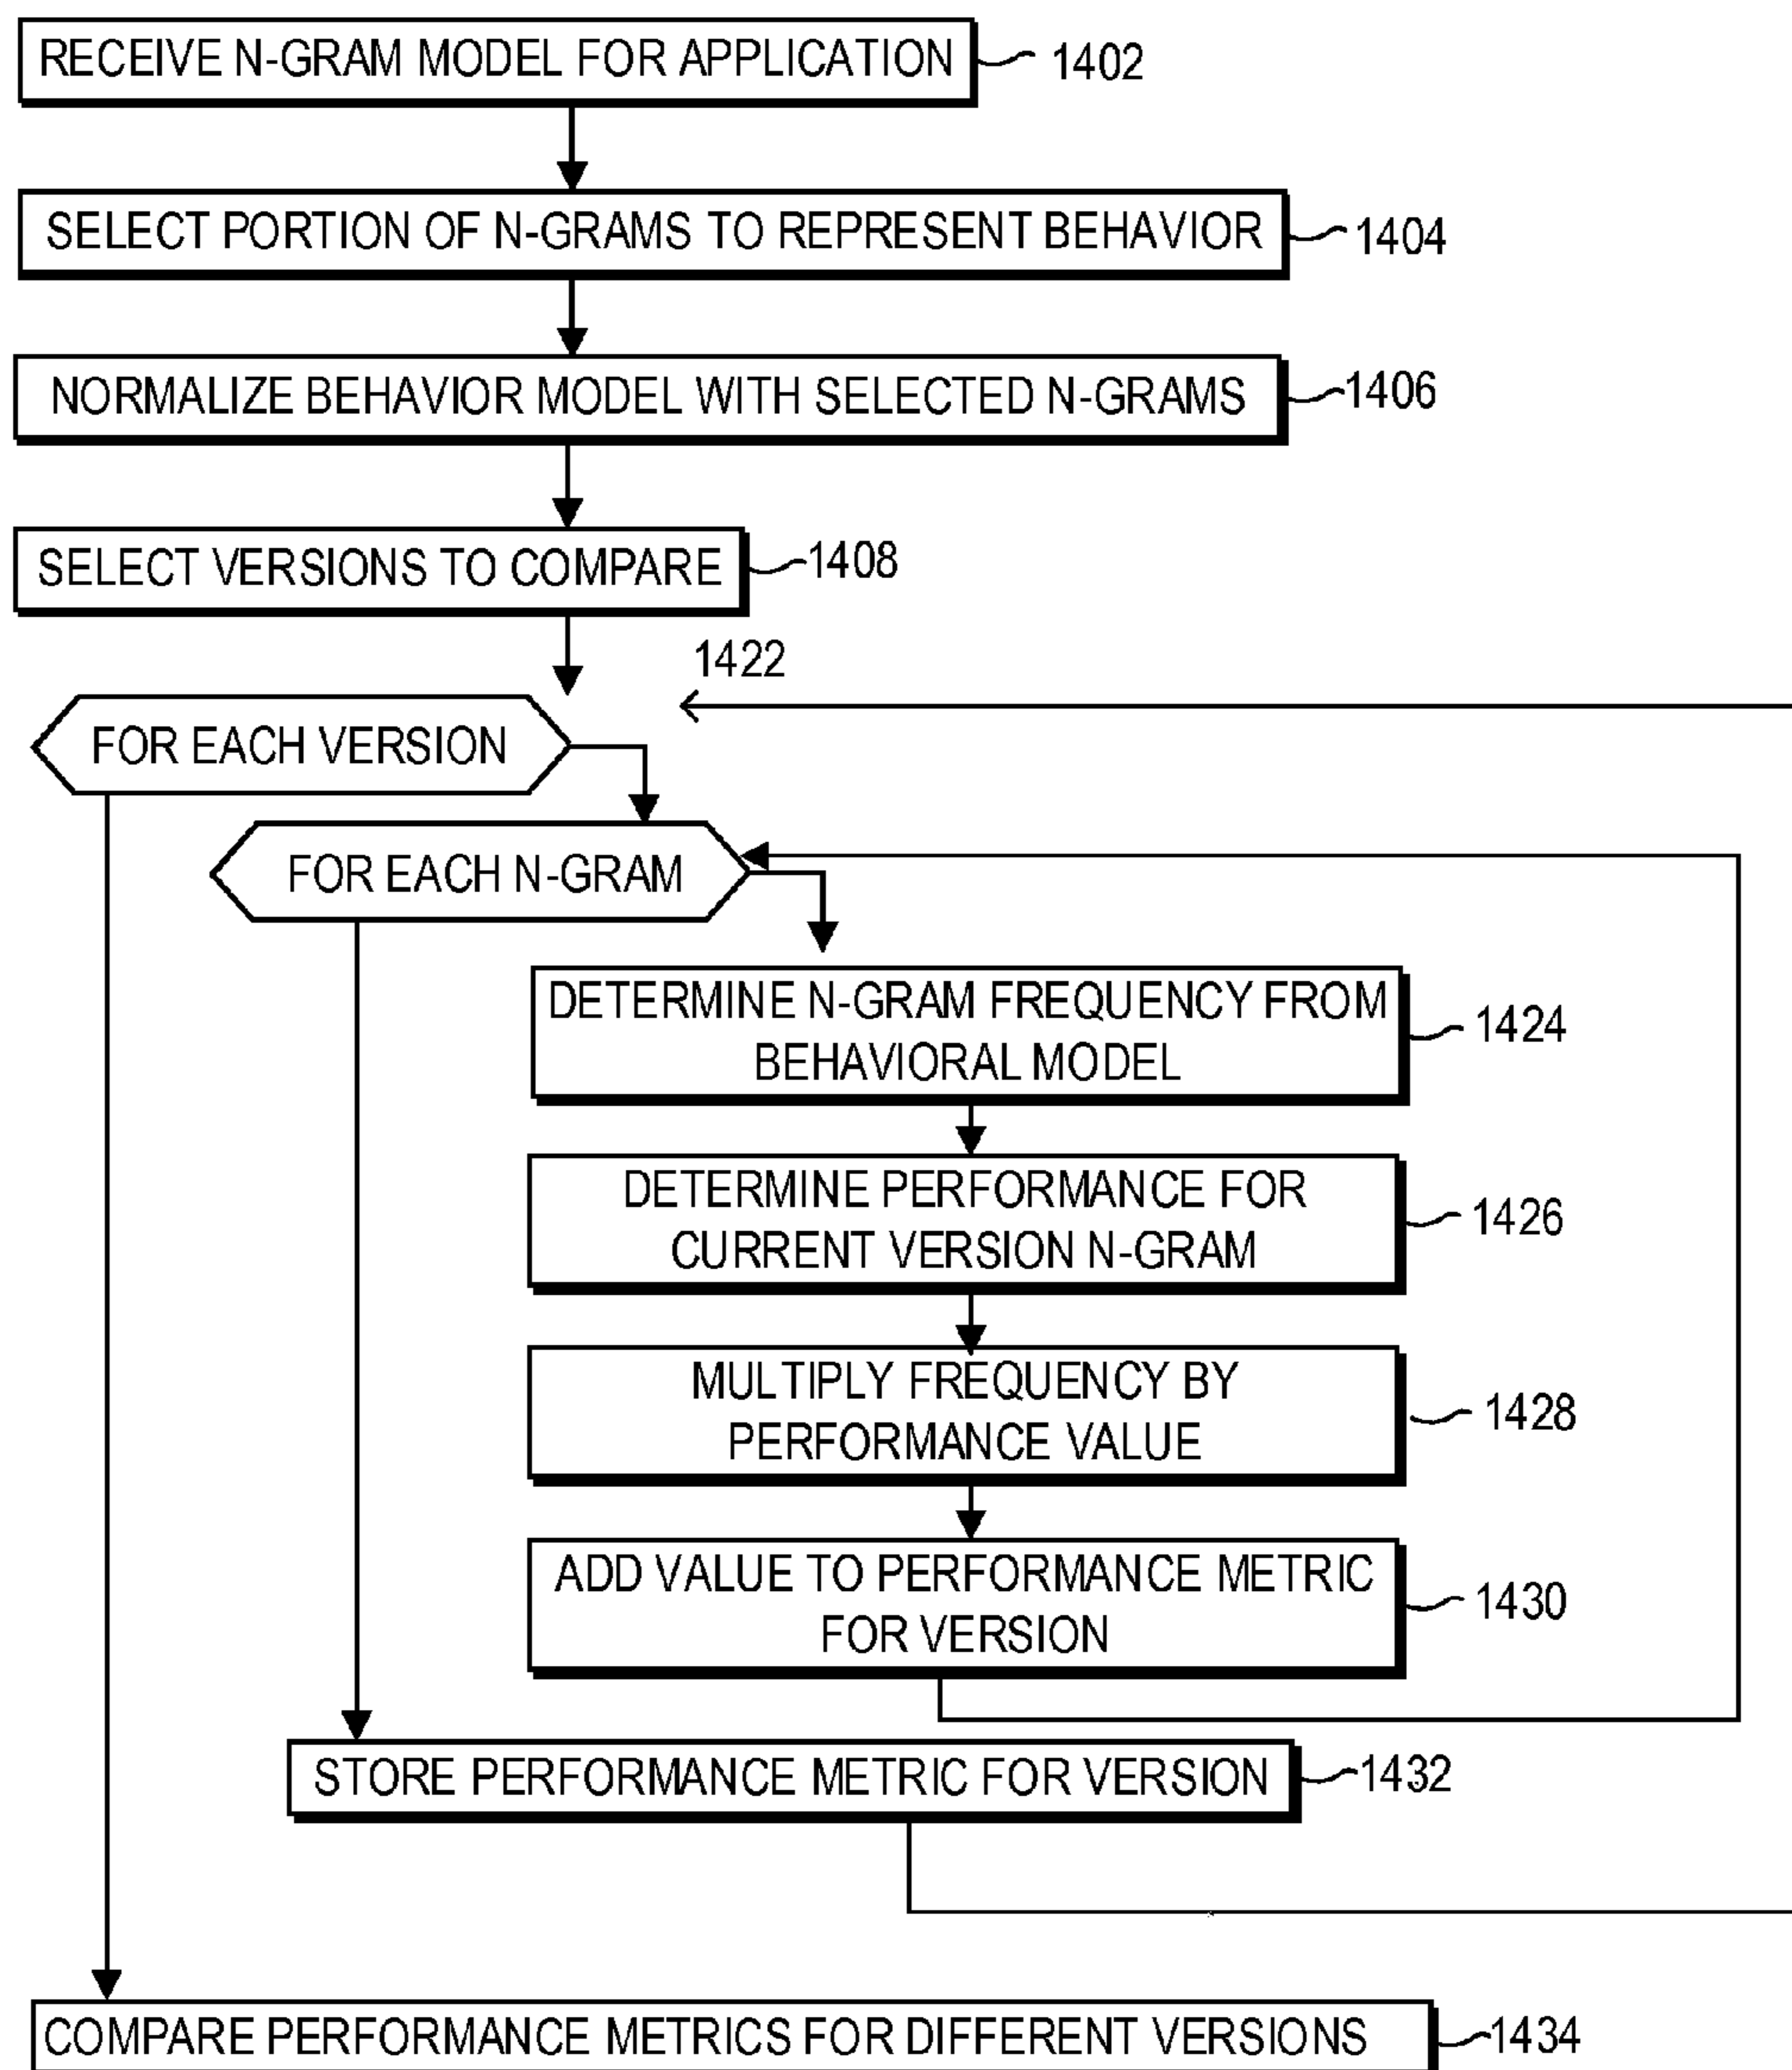 RECEIVE N-GRAM MODEL FOR APPLICATION
1402
SELECT PORTION OF N-GRAMS TO REPRESENT BEHAVIOR
1404
NORMALIZE BEHAVIOR MODEL WITH SELECTED N-GRAMS
1406
SELECT VERSIONS TO COMPARE
1408
1422
FOR EACH VERSION
FOR EACH N-GRAM
DETERMINE N-GRAM FREQUENCY FROM
BEHAVIORAL MODEL
1424
DETERMINE PERFORMANCE FOR
CURRENT VERSION N-GRAM
1426
MULTIPLY FREQUENCY BY
PERFORMANCE VALUE
1428
ADD VALUE TO PERFORMANCE METRIC
FOR VERSION
1430
STORE PERFORMANCE METRIC FOR VERSION
1432
COMPARE PERFORMANCE METRICS FOR DIFFERENT VERSIONS
1434